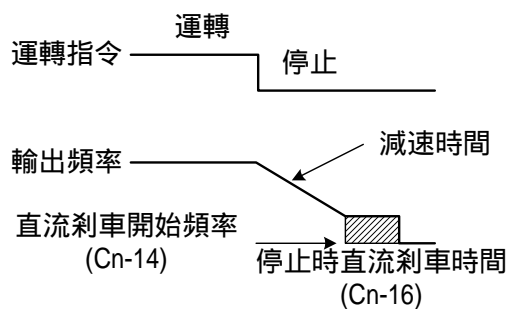 運轉
運轉指令
停止
減速時間
輸出頻率
直流剎車開始頻率
(Cn-14)
停止時直流剎車時間
(Cn-16)